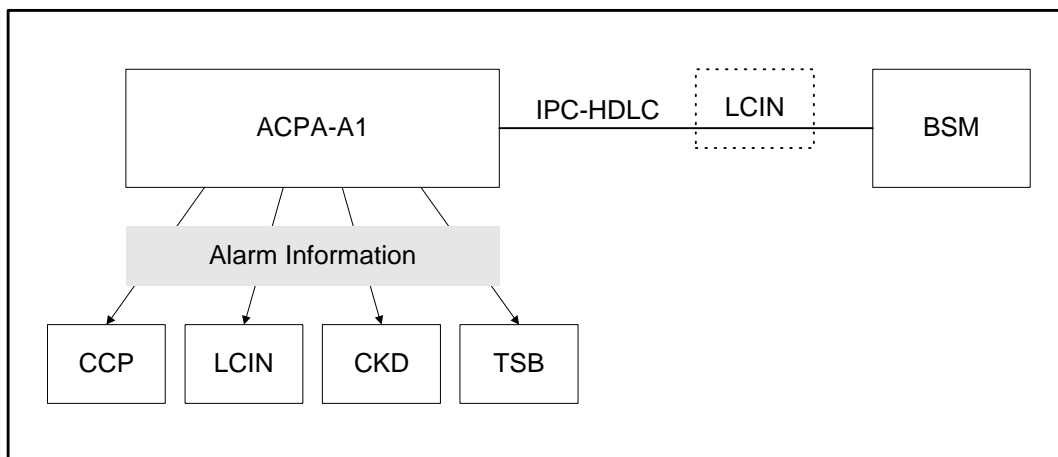 ACPA-A1
IPC-HDLC
LCIN
BSM
Alarm Information
CCP
LCIN
CKD
TSB